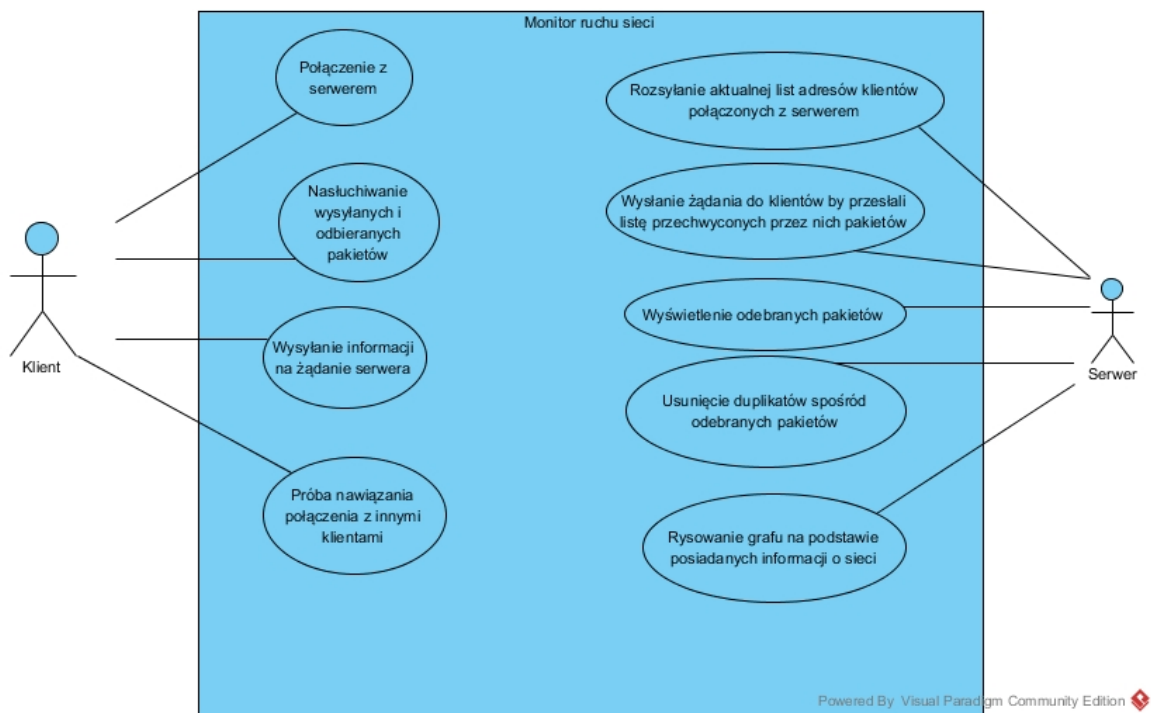 Monitor ruchu sieci
Połączenie z
serwerem
Nasłuchiwanie
wysyłanych i
odbieranych
pakietów
Wysyłanie informacji
na żądanie serwera
Próba nawiązania
połączenia z innymi
klientami
Klient
Rozsyłanie aktualnej list adresów klientów
połączonych z serwerem
Wysłanie żądania do klientów by przesłali
listę przechwyconych przez nich pakietów
Wyświetlenie odebranych pakietów
Usunięcie duplikatów spośród
odebranych pakietów
Rysowanie grafu na podstawie
posiadanych informacji o sieci
Serwer
Powered By Visual Paradigm Community Edition